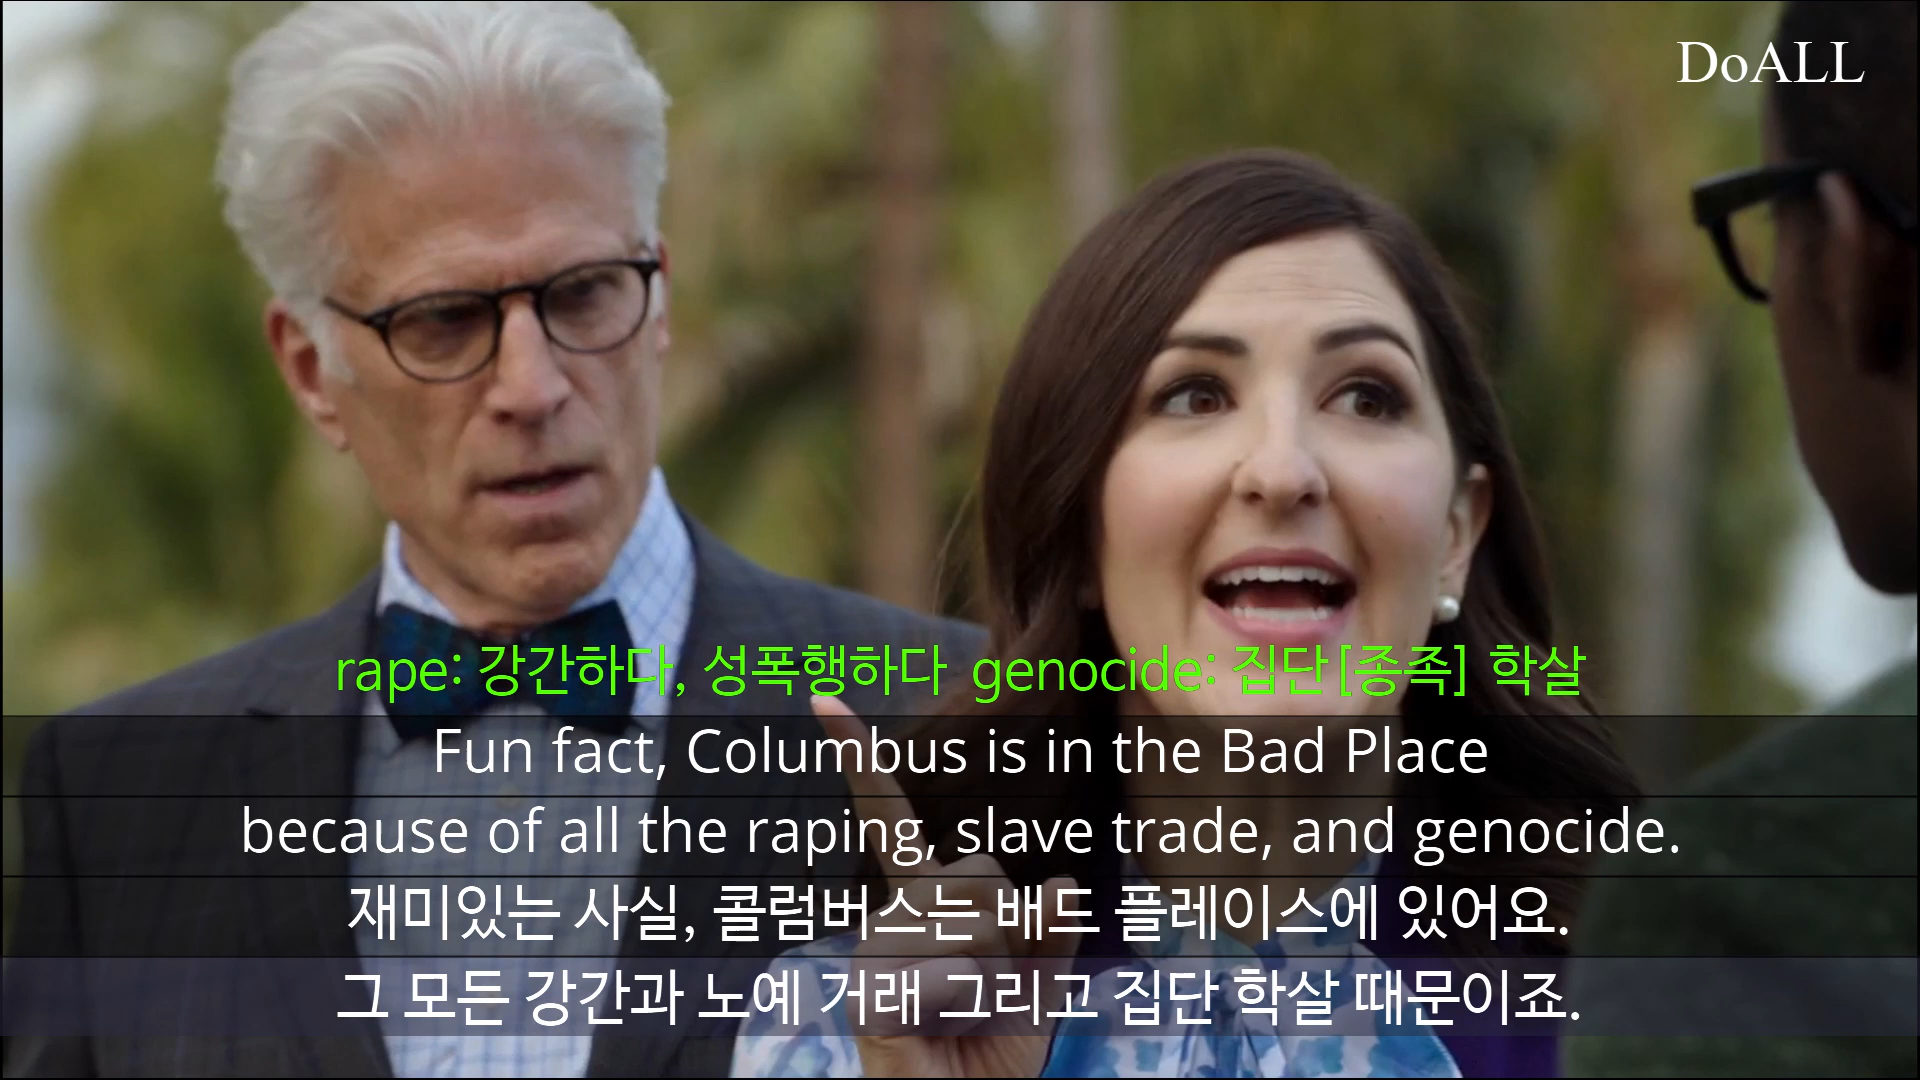 DoALL
rape: 강간하다, 성폭행하다 genocide: 집단[종족] 학살
Fun fact, Columbus is in the Bad Place
because of all the raping, slave trade, and genocide.
재미있는 사실, 콜럼버스는 배드 플레이스에 있어요.
그 모든 강간과 노예 거래 그리고 집단 학살 때문이죠.